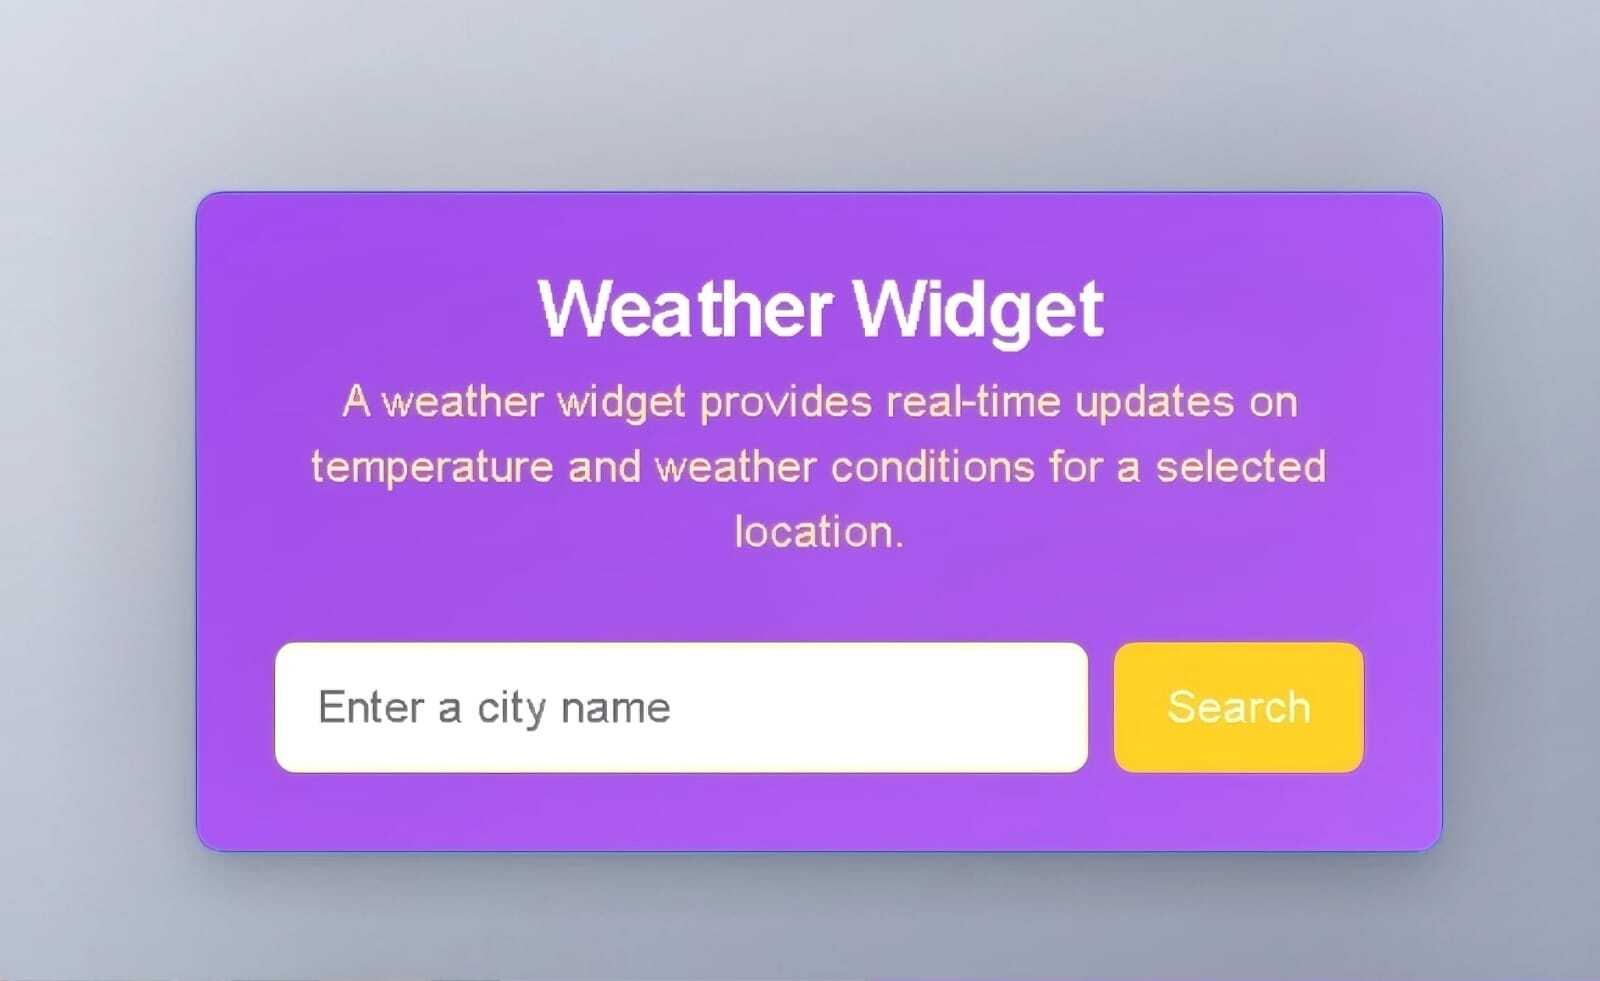 Weather Widget
A weather widget provides real-time updates on
temperature and weather conditions for a selected
location.
Enter a city name
Search